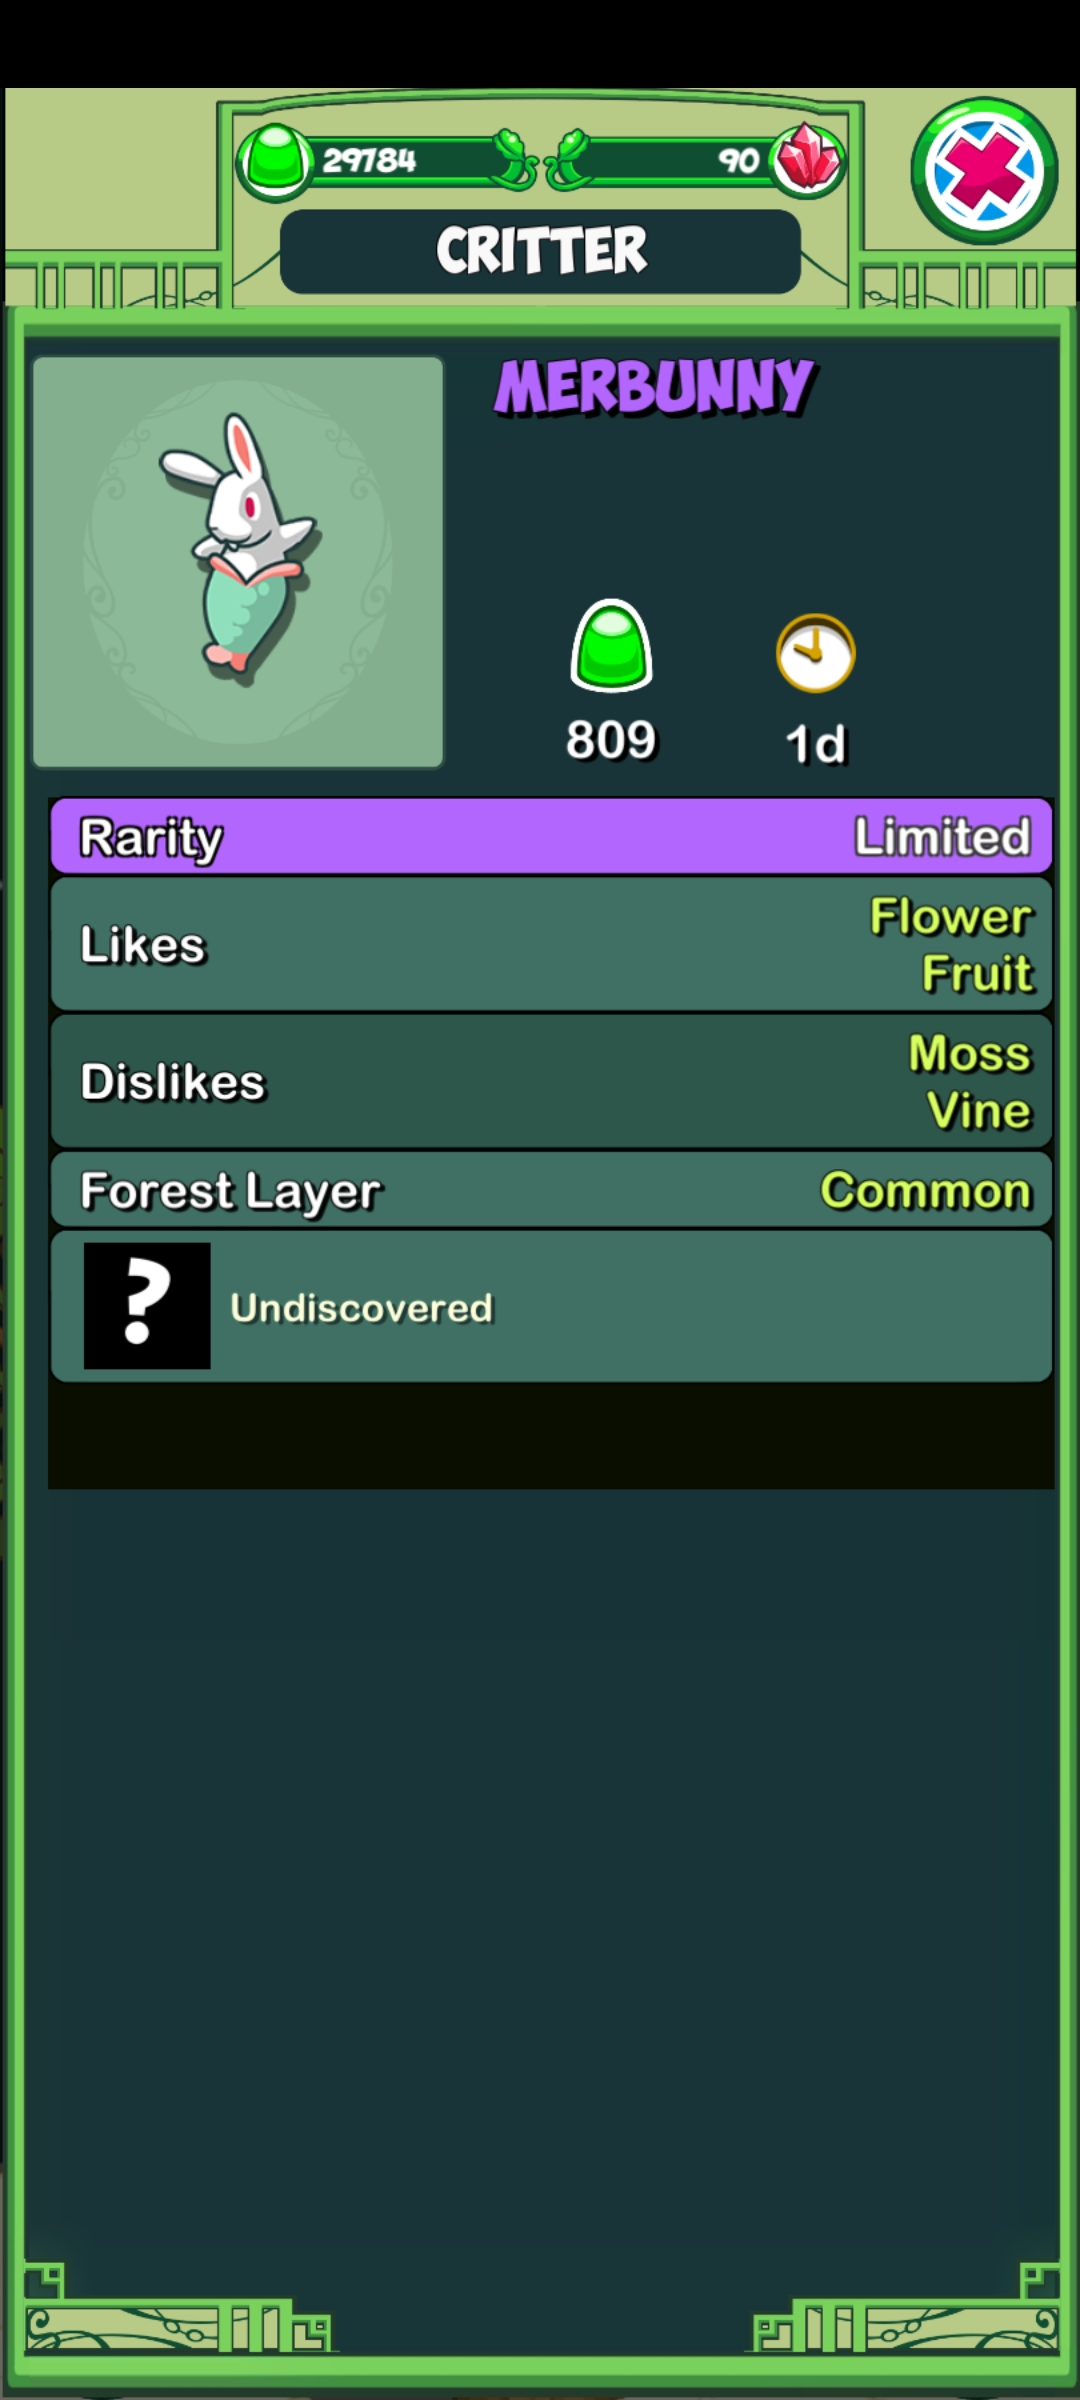 29784
90
CRITTER
MERBUNNY
809
1d
Rarity
Limited
Likes
Flower
Fruit
Dislikes
Moss
Vine
Forest Layer
Common
?
Undiscovered